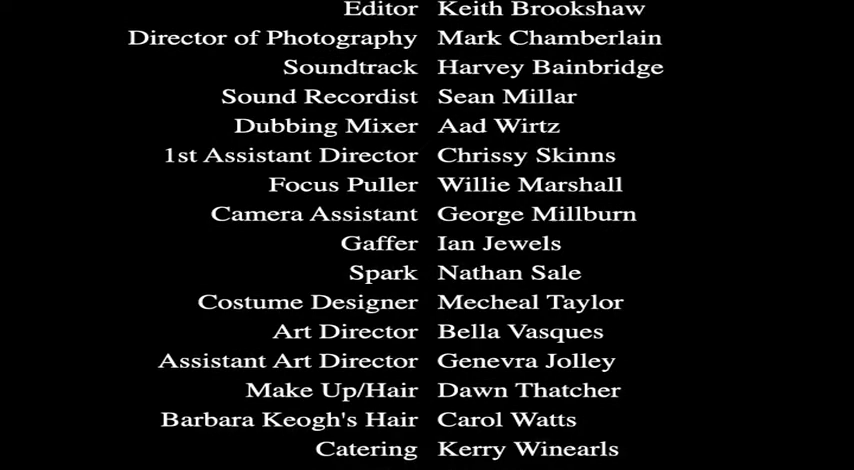 Editor Keith Brookshaw
Director of Photography Mark Chamberlain
Soundtrack Harvey Bainbridge
Sound Recordist Sean Millar
Dubbing Mixer Aad Wirtz
1st Assistant Director Chrissy Skinns
Focus Puller Willie Marshall
Camera Assistant George Millburn
Gaffer Ian Jewels
Spark Nathan Sale
Costume Designer Mecheal Taylor
Art Director Bella Vasques
Assistant Art Director Genevra Jolley
Make Up/Hair Dawn Thatcher
Barbara Keogh's Hair Carol Watts
Catering Kerry Winearls